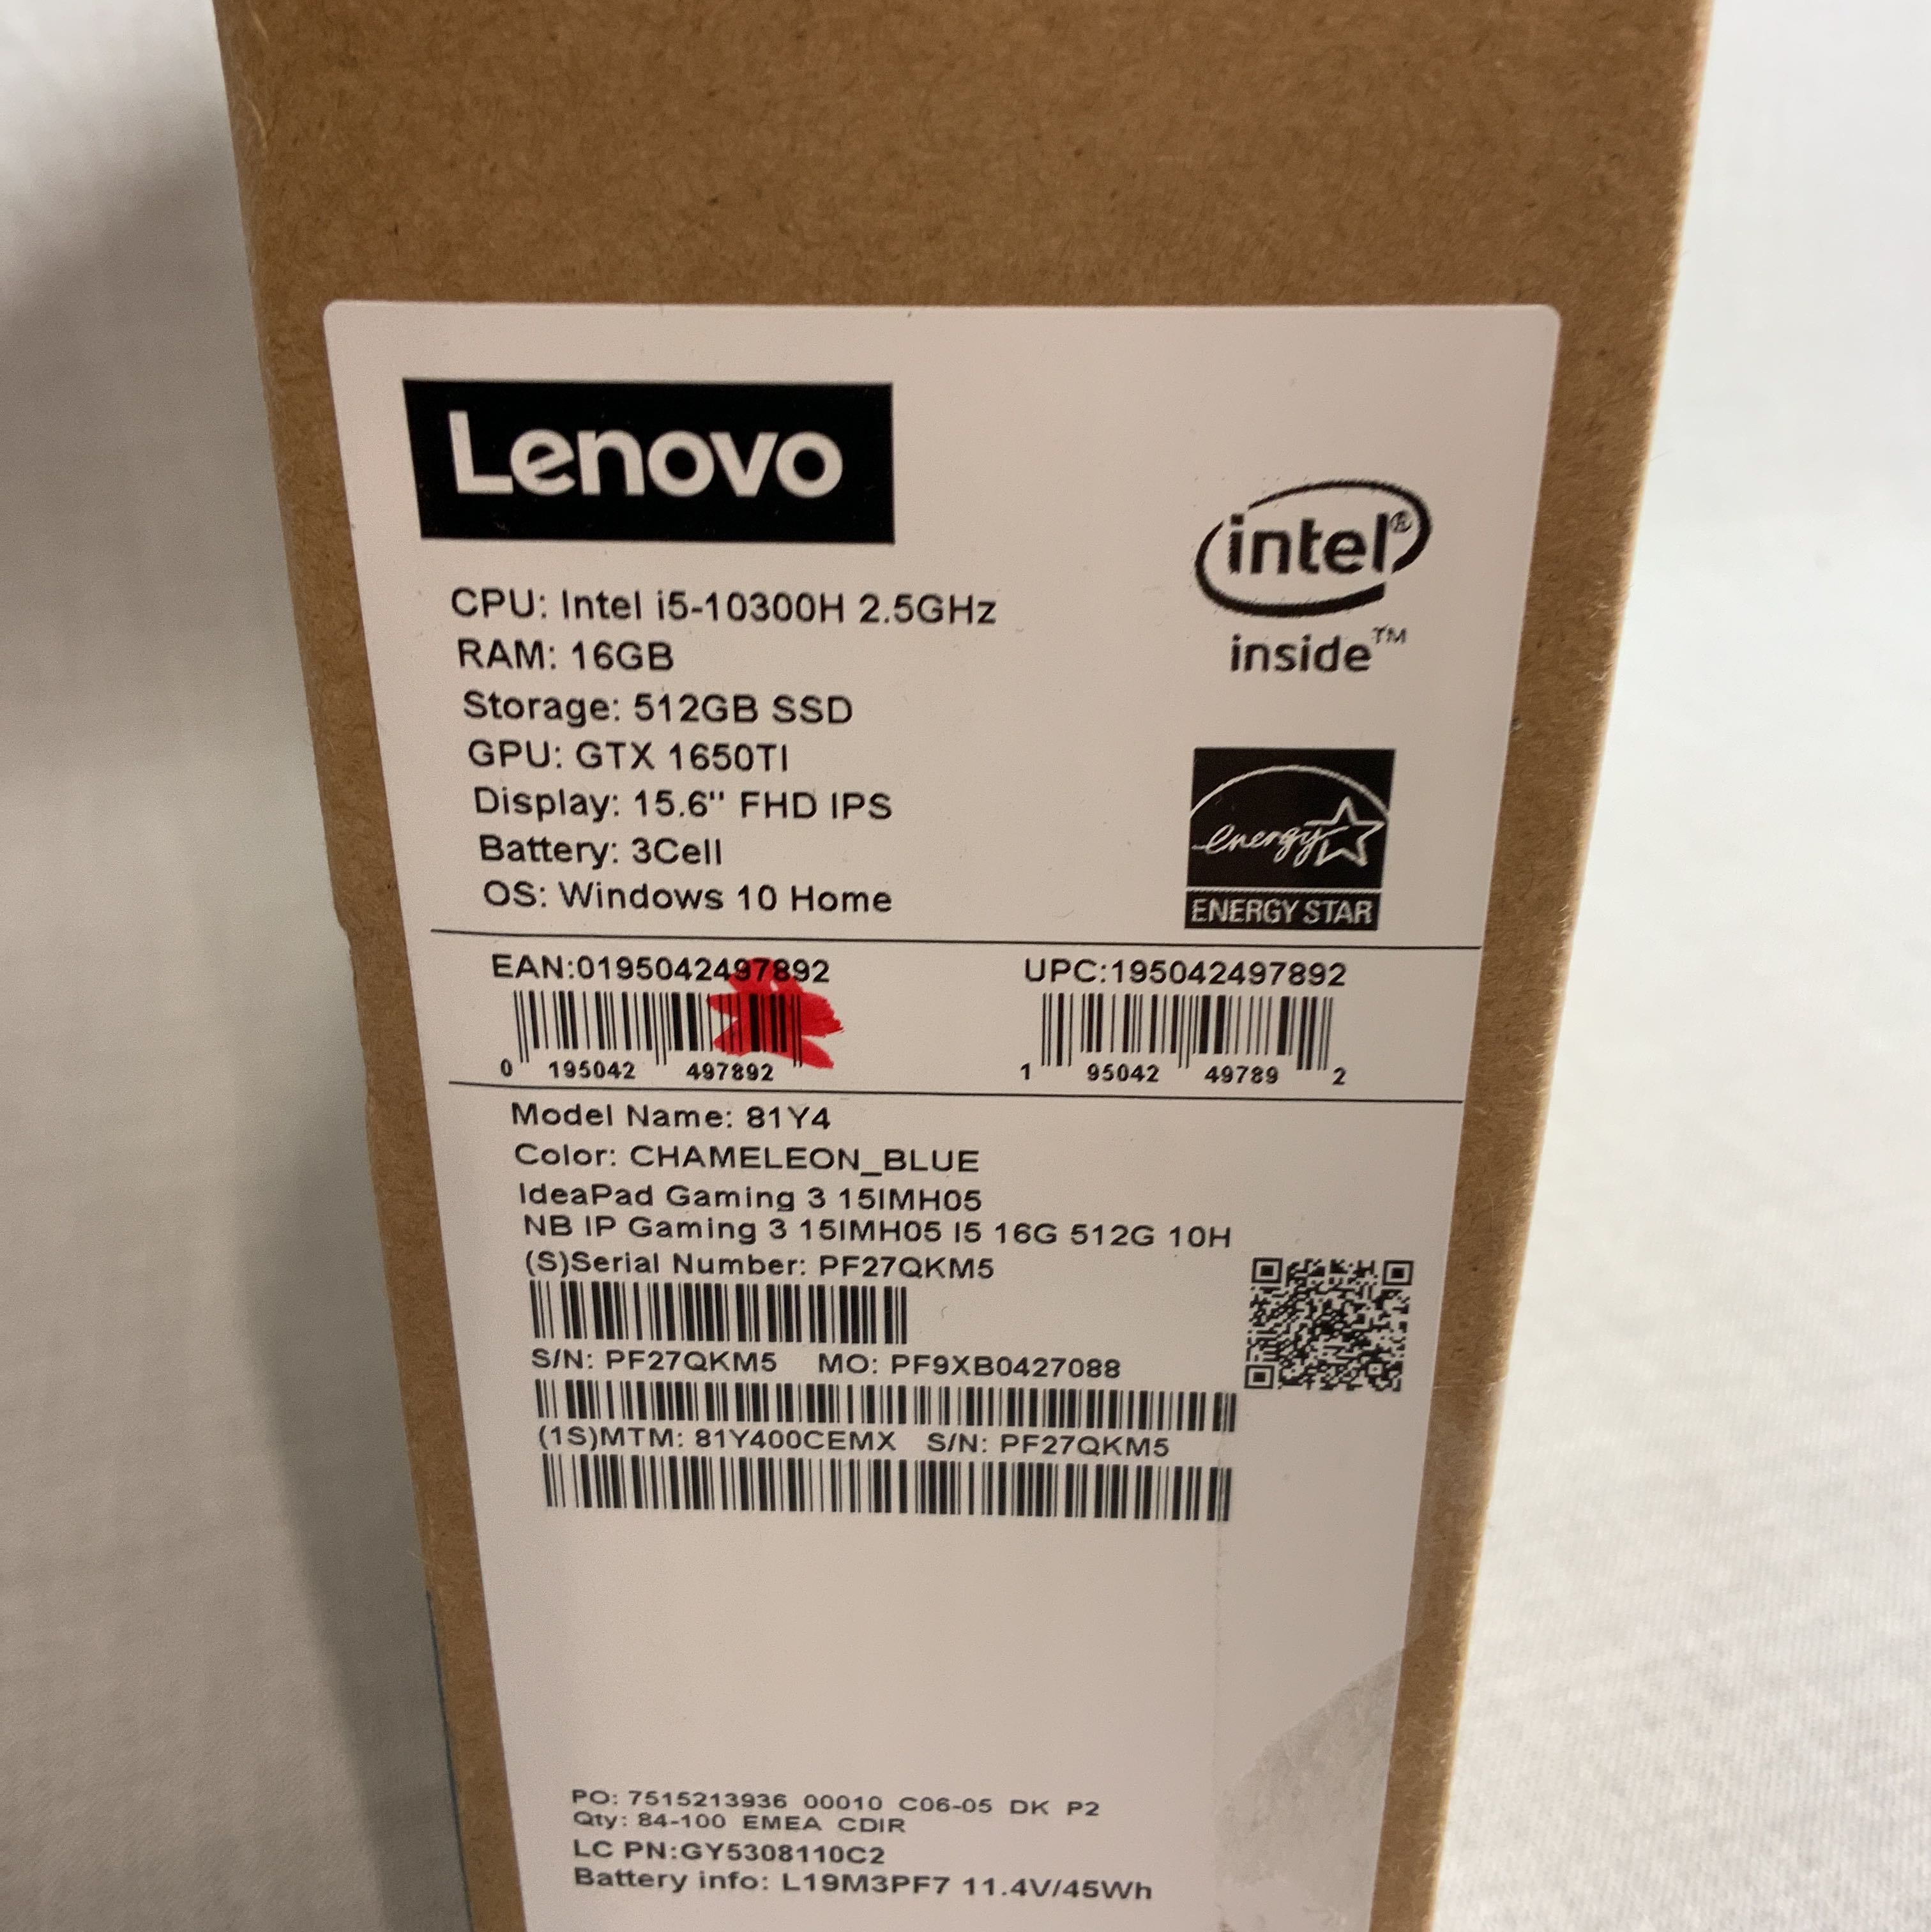 Lenovo
intel®
inside™
CPU: Intel i5-10300H 2.5GHz
RAM: 16GB
Storage: 512GB SSD
GPU: GTX 1650TI
Display: 15.6" FHD IPS
Battery: 3Cell
OS: Windows 10 Home
energy
ENERGY STAR
EAN:0195042497892
0 195042 497892
UPC:195042497892
1 95042 49789 2
Model Name: 81Y4
Color: CHAMELEON_BLUE
IdeaPad Gaming 3 15IMH05
NB IP Gaming 3 15IMH05 I5 16G 512G 10H
(S)Serial Number: PF27QKM5
S/N: PF27QKM5 MO: PF9XB0427088
(1S)MTM: 81Y400CEMX S/N: PF27QKM5
PO: 7515213936 00010 C06-05 DK P2
Qty: 84-100 EMEA CDIR
LC PN:GY5308110C2
Battery info: L19M3PF7 11.4V/45Wh